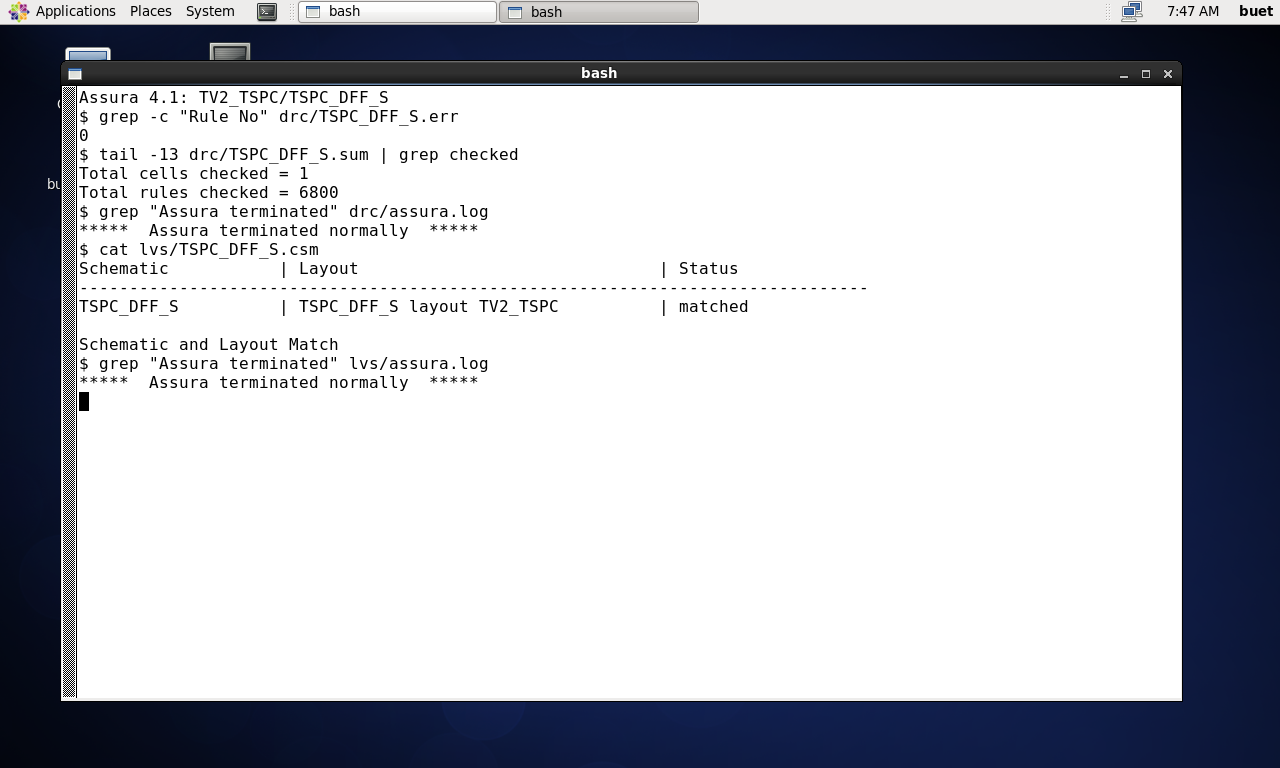 Applications Places System bash bash 7:47 AM buet
bash
Assura 4.1: TV2_TSPC/TSPC_DFF_S
$ grep -c "Rule No" drc/TSPC_DFF_S.err
0
$ tail -13 drc/TSPC_DFF_S.sum | grep checked
Total cells checked = 1
Total rules checked = 6800
$ grep "Assura terminated" drc/assura.log
***** Assura terminated normally *****
$ cat lvs/TSPC_DFF_S.csm
Schematic | Layout | Status
-------------------------------------------------------------------------------
TSPC_DFF_S | TSPC_DFF_S layout TV2_TSPC | matched
Schematic and Layout Match
$ grep "Assura terminated" lvs/assura.log
***** Assura terminated normally *****